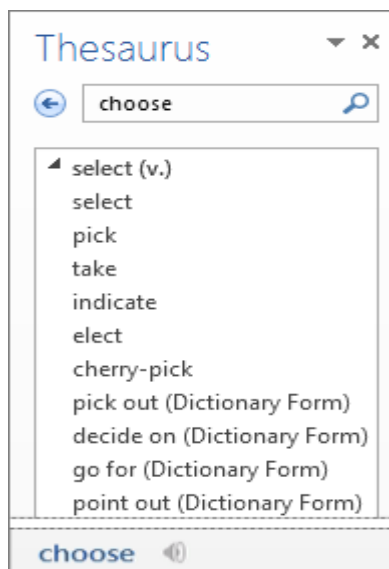 Thesaurus
choose
select (v.)
select
pick
take
indicate
elect
cherry-pick
pick out (Dictionary Form)
decide on (Dictionary Form)
go for (Dictionary Form)
point out (Dictionary Form)
choose